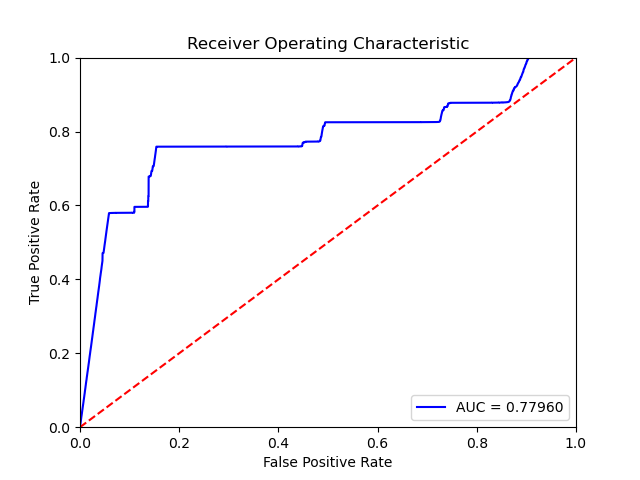 Receiver Operating Characteristic
True Positive Rate
1.0
0.8
0.6
0.4
0.2
0.0
AUC = 0.77960
0.0 0.2 0.4 0.6 0.8 1.0
False Positive Rate